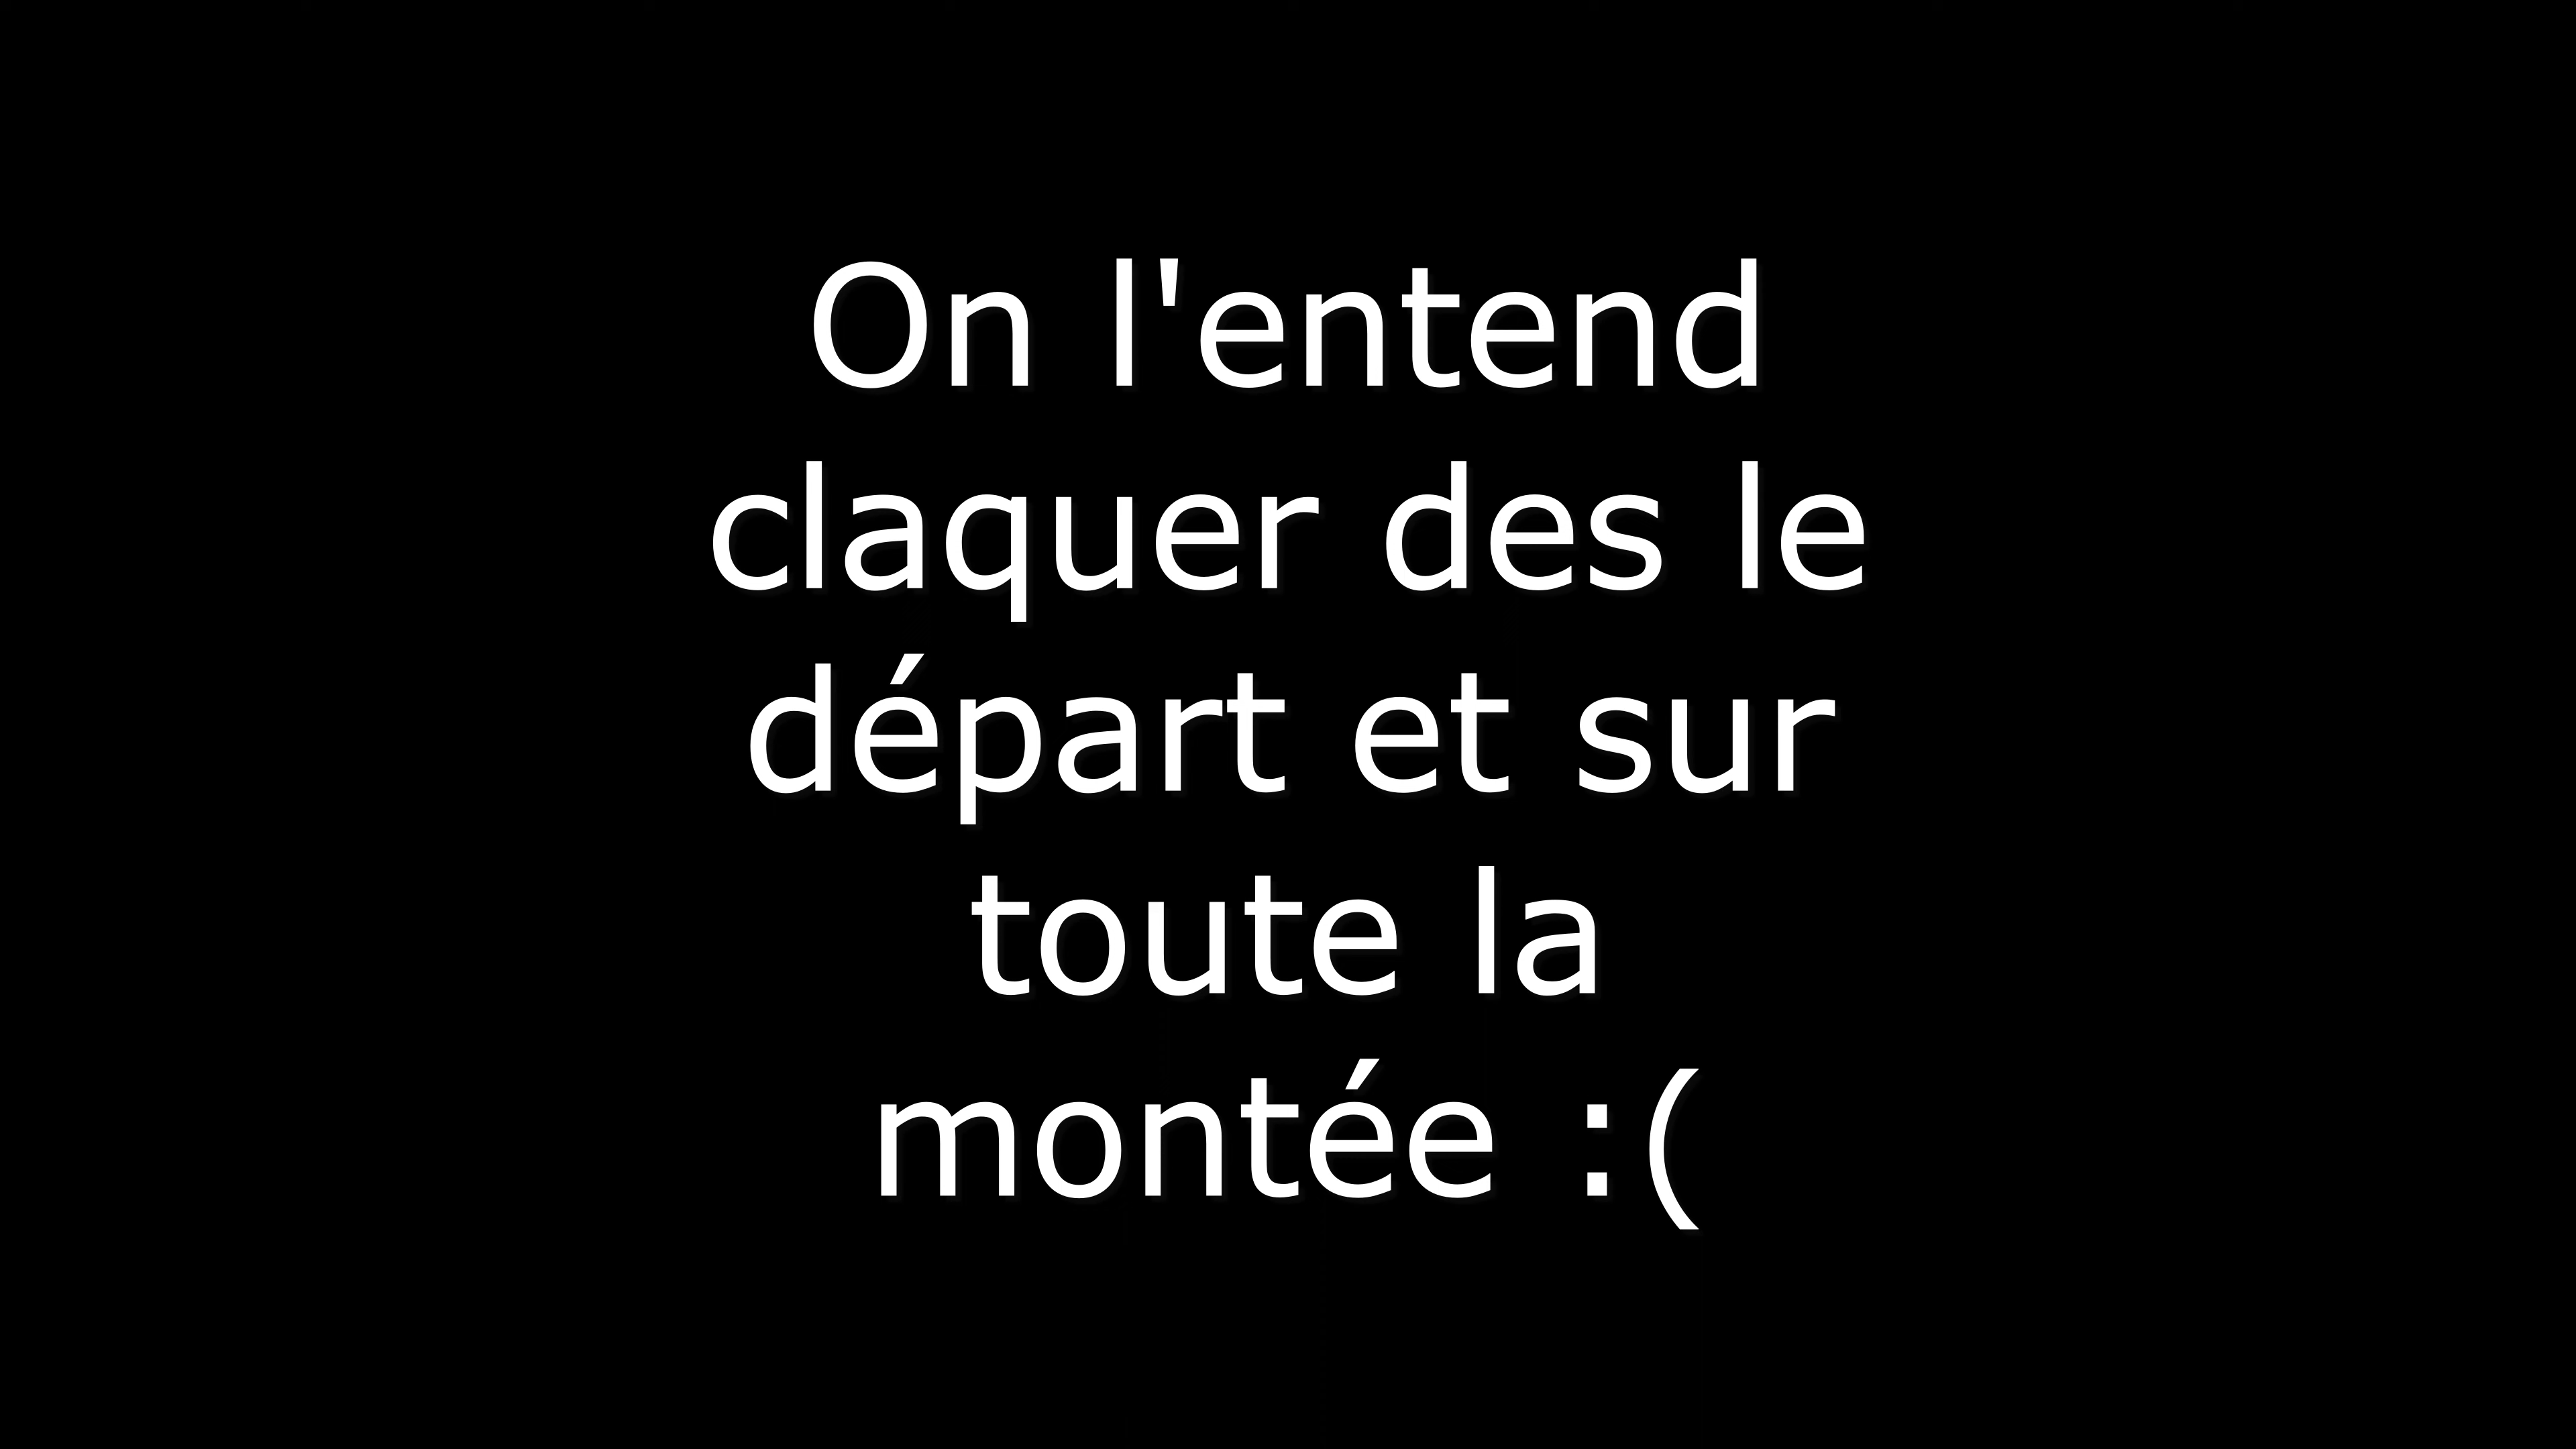 On l'entend
claquer des le
départ et sur
toute la
montée :(